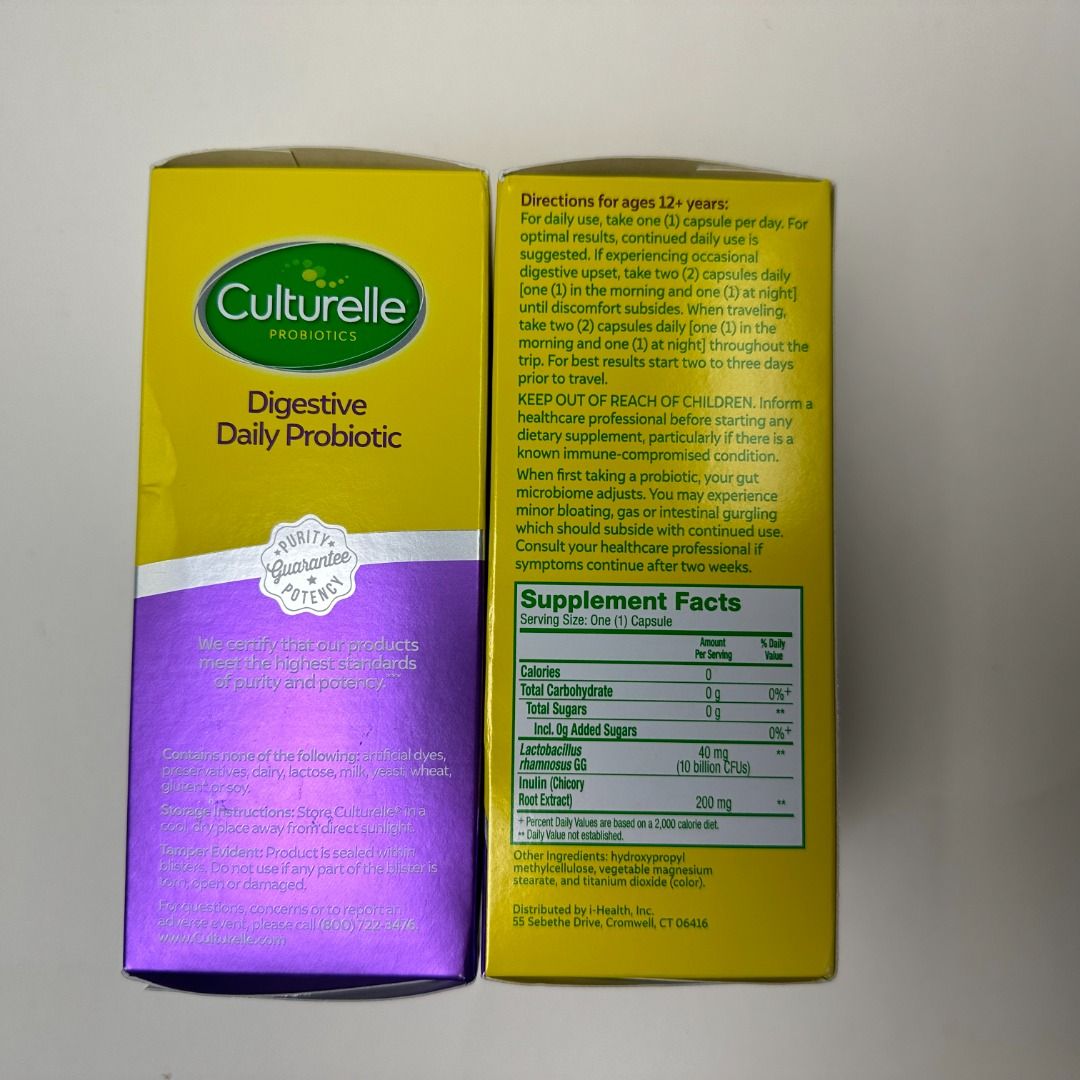 Culturelle
PROBIOTICS
Digestive
Daily Probiotic
PURITY
Guarantee
POTENCY
We certify that our products
meet the highest standards
of purity and potency.***
Contains none of the following: artificial dyes,
preservatives, dairy, lactose, milk, yeast, wheat,
gluten or soy.
Storage Instructions: Store Culturelle® in a
cool, dry place away from direct sunlight.
Tamper Evident: Product is sealed within
blisters. Do not use if any part of the blister is
torn, open or damaged.
For questions, concerns or to report an
adverse event, please call (800) 722-3476.
www.Culturelle.com
Directions for ages 12+ years:
For daily use, take one (1) capsule per day. For
optimal results, continued daily use is
suggested. If experiencing occasional
digestive upset, take two (2) capsules daily
[one (1) in the morning and one (1) at night]
until discomfort subsides. When traveling,
take two (2) capsules daily [one (1) in the
morning and one (1) at night] throughout the
trip. For best results start two to three days
prior to travel.
KEEP OUT OF REACH OF CHILDREN. Inform a
healthcare professional before starting any
dietary supplement, particularly if there is a
known immune-compromised condition.
When first taking a probiotic, your gut
microbiome adjusts. You may experience
minor bloating, gas or intestinal gurgling
which should subside with continued use.
Consult your healthcare professional if
symptoms continue after two weeks.
Supplement Facts
Serving Size: One (1) Capsule
Amount % Daily
Per Serving Value
Calories 0
Total Carbohydrate 0 g 0%+
Total Sugars 0 g **
Incl. 0g Added Sugars 0%+
Lactobacillus 40 mg **
rhamnosus GG (10 billion CFUs)
Inulin (Chicory
Root Extract) 200 mg **
+ Percent Daily Values are based on a 2,000 calorie diet.
** Daily Value not established.
Other Ingredients: hydroxypropyl
methylcellulose, vegetable magnesium
stearate, and titanium dioxide (color).
Distributed by i-Health, Inc.
55 Sebethe Drive, Cromwell, CT 06416